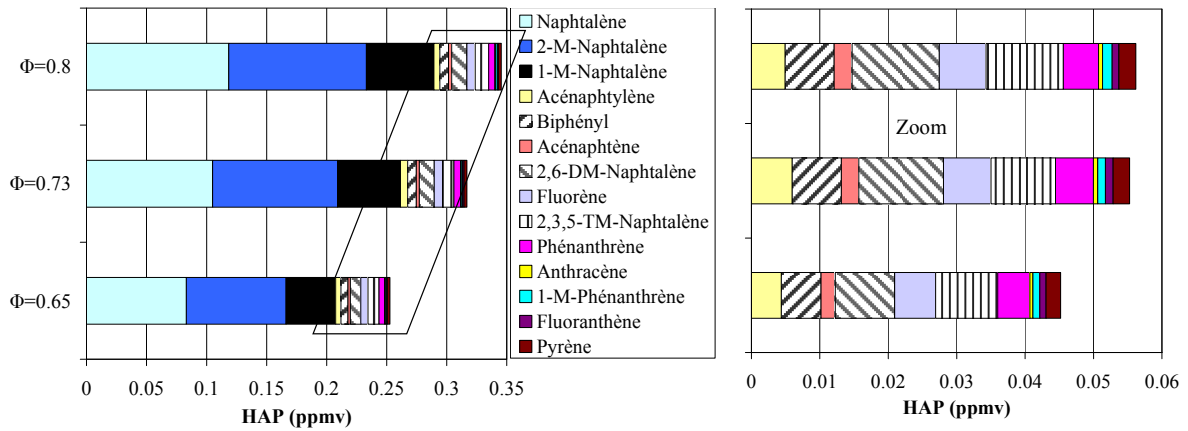 Φ=0.8
Φ=0.73
Φ=0.65
0 0.05 0.1 0.15 0.2 0.25 0.3 0.35
HAP (ppmv)
Naphtalène
2-M-Naphtalène
1-M-Naphtalène
Acénaphtylène
Biphényl
Acénaphtène
2,6-DM-Naphtalène
Fluorène
2,3,5-TM-Naphtalène
Phénanthrène
Anthracène
1-M-Phénanthrène
Fluoranthène
Pyrène
Zoom
0 0.01 0.02 0.03 0.04 0.05 0.06
HAP (ppmv)